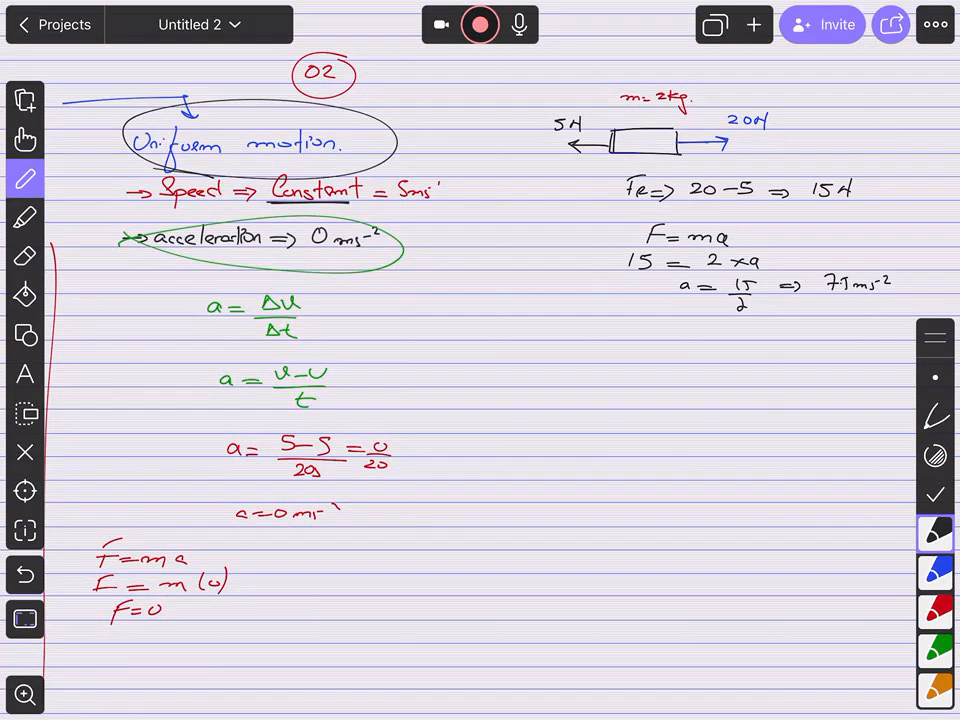 Projects
Untitled 2
Invite
02
Uniform motion.
→ Speed ⇒ Constant = 5ms⁻¹
→ acceleration ⇒ 0 ms⁻²
a = Δv / Δt
a = v-u / t
a = 5-5 / 20s = 0 / 20
a = 0 ms⁻²
F = m a
F = m (0)
F = 0
m = 2kg.
5N
20N
FR ⇒ 20 - 5 ⇒ 15N
F = ma
15 = 2 × a
a = 15 / 2 ⇒ 7.5 ms⁻²